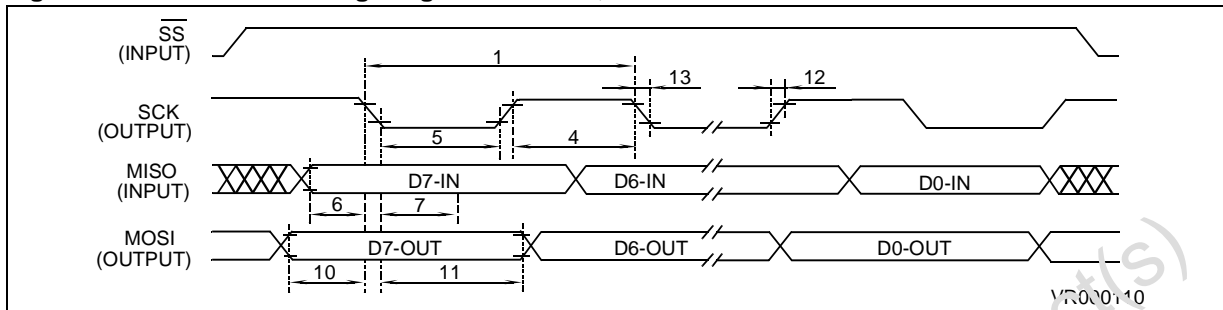 SS
(INPUT)
1
13
12
SCK
(OUTPUT)
5
4
MISO
(INPUT)
D7-IN
D6-IN
D0-IN
6
7
MOSI
(OUTPUT)
D7-OUT
D6-OUT
D0-OUT
10
11
VR000110